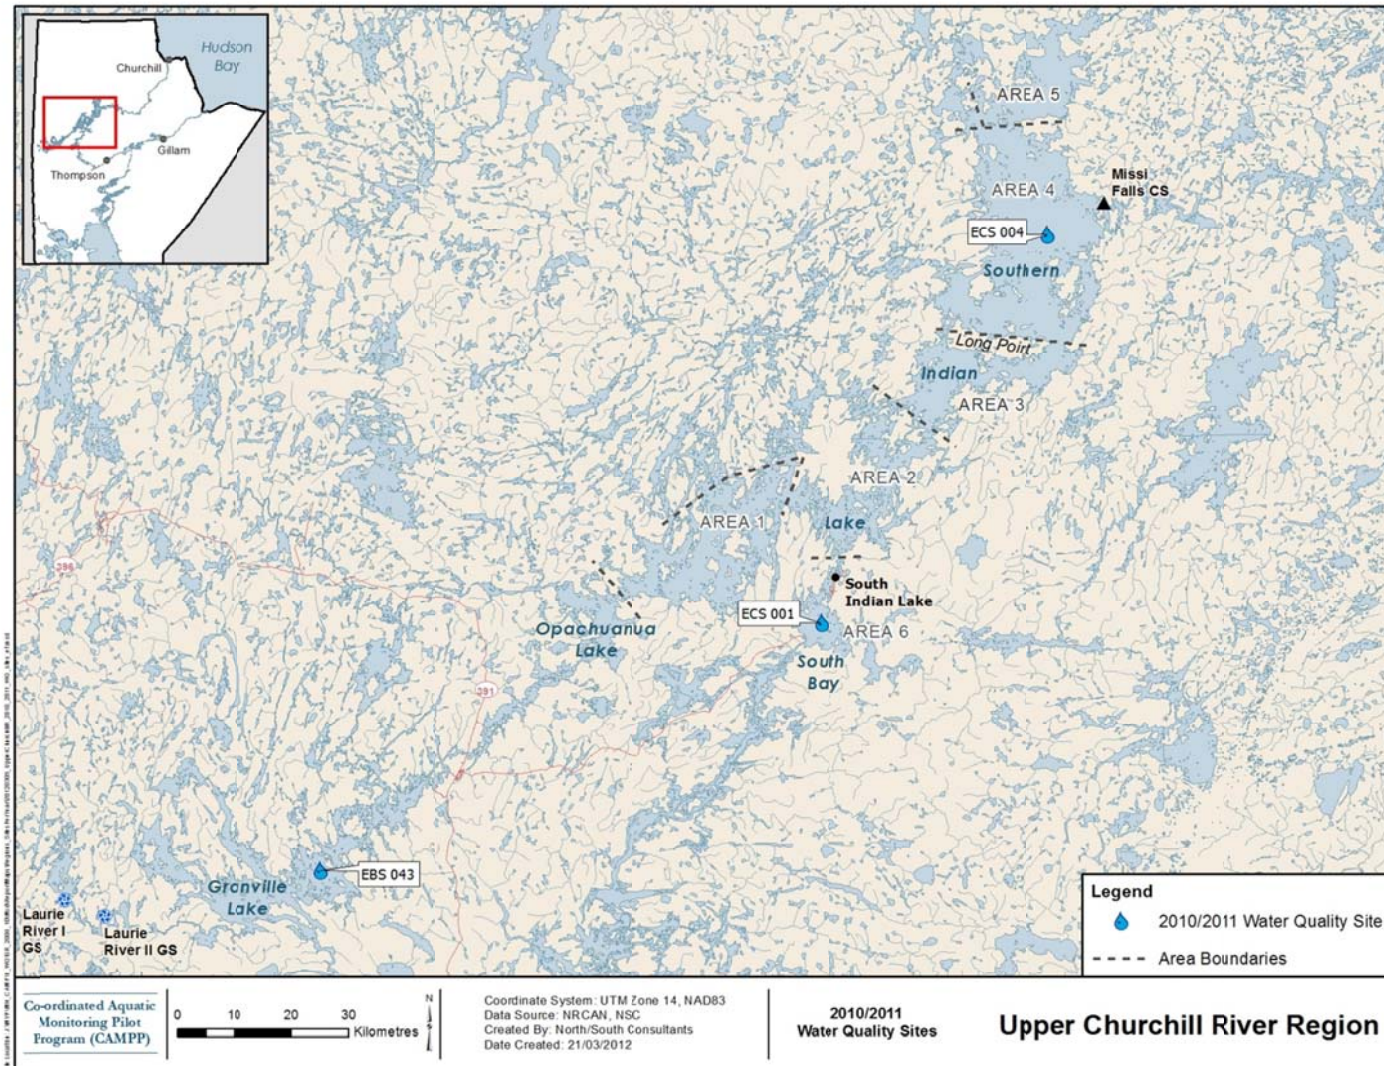 Hudson
Bay
Churchill
Gillam
Thompson
AREA 5
AREA 4
Missi
Falls CS
ECS 004
Southern
Long Point
Indian
AREA 3
AREA 2
AREA 1
Lake
396
South
Indian Lake
ECS 001
AREA 6
Opachuanua
Lake
South
Bay
391
EBS 043
Granville
Lake
Laurie
River I
GS
Laurie
River II GS
Legend
2010/2011 Water Quality Site
Area Boundaries
Co-ordinated Aquatic
Monitoring Pilot
Program (CAMPP)
0 10 20 30
Kilometres
N
Coordinate System: UTM Zone 14, NAD83
Data Source: NRCAN, NSC
Created By: North/South Consultants
Date Created: 21/03/2012
2010/2011
Water Quality Sites
Upper Churchill River Region